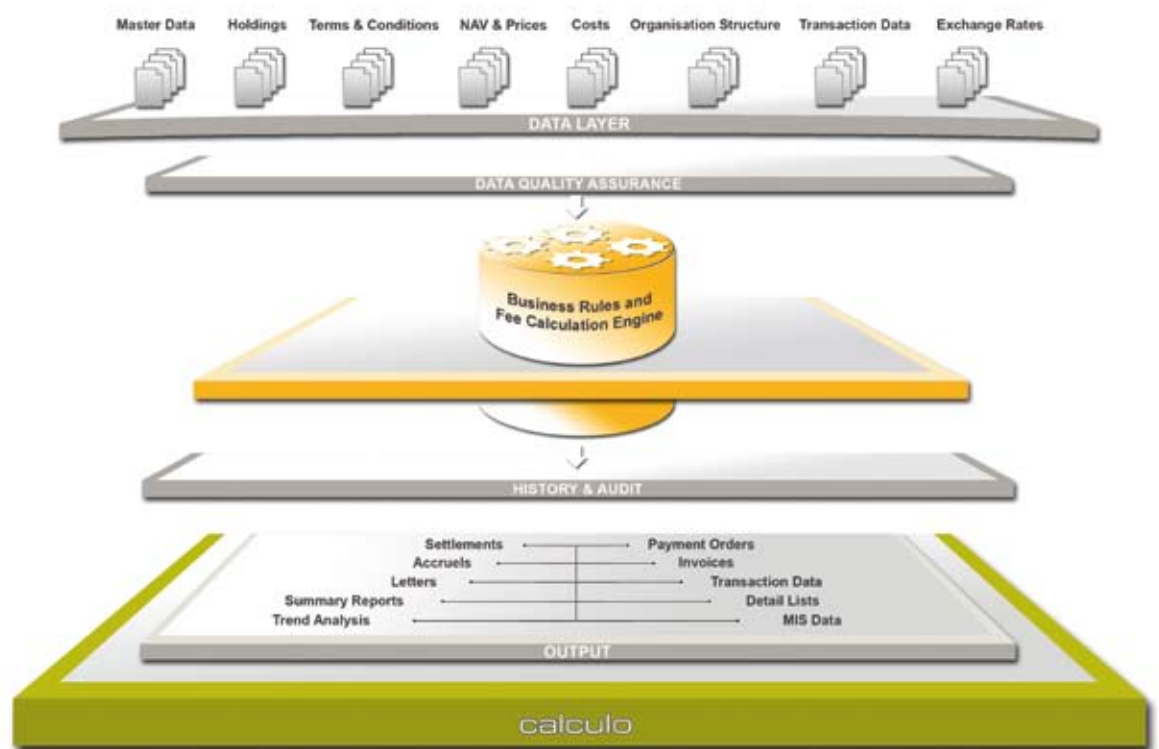 Master Data Holdings Terms & Conditions NAV & Prices Costs Organisation Structure Transaction Data Exchange Rates
DATA LAYER
DATA QUALITY ASSURANCE
Business Rules and
Fee Calculation Engine
HISTORY & AUDIT
Settlements Payment Orders
Accruels Invoices
Letters Transaction Data
Summary Reports Detail Lists
Trend Analysis MIS Data
OUTPUT
calculo